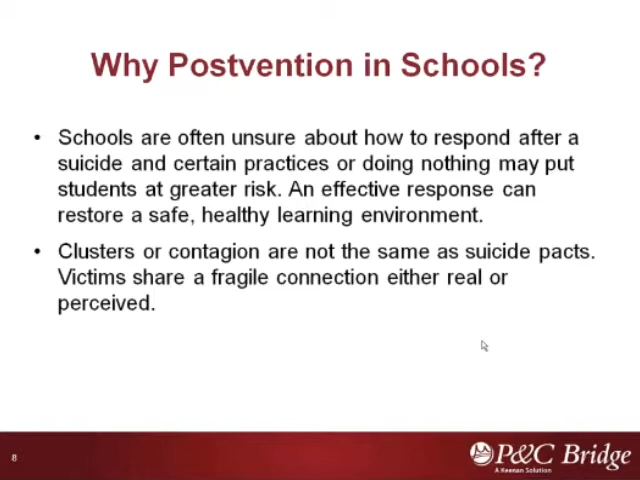 Why Postvention in Schools?
• Schools are often unsure about how to respond after a
suicide and certain practices or doing nothing may put
students at greater risk. An effective response can
restore a safe, healthy learning environment.
• Clusters or contagion are not the same as suicide pacts.
Victims share a fragile connection either real or
perceived.
8
P&C Bridge
A Keenan Solution